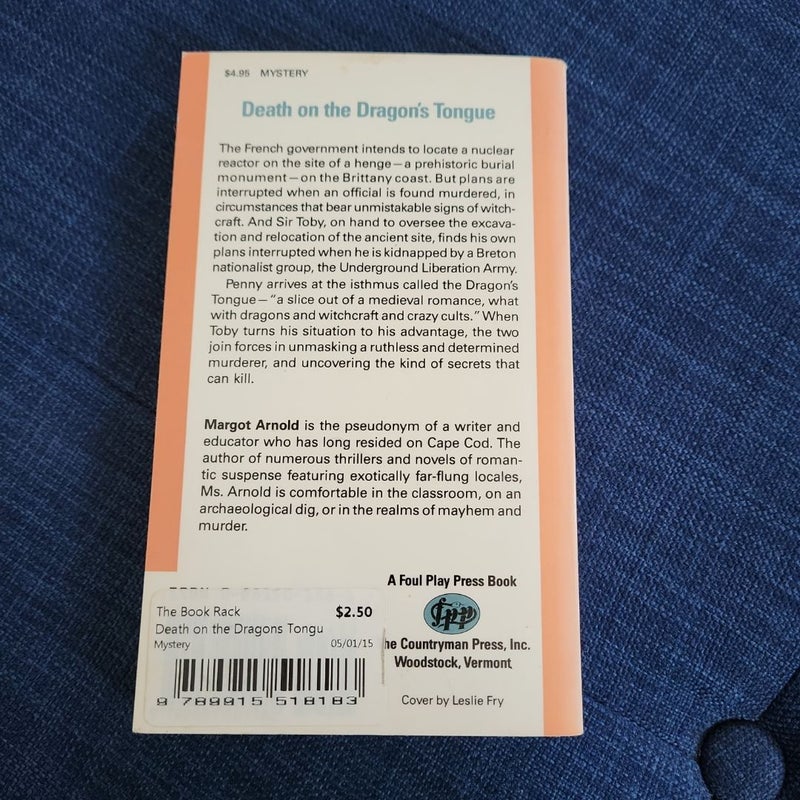 $4.95 MYSTERY
Death on the Dragon's Tongue
The French government intends to locate a nuclear
reactor on the site of a henge—a prehistoric burial
monument—on the Brittany coast. But plans are
interrupted when an official is found murdered, in
circumstances that bear unmistakable signs of witch-
craft. And Sir Toby, on hand to oversee the excava-
tion and relocation of the ancient site, finds his own
plans interrupted when he is kidnapped by a Breton
nationalist group, the Underground Liberation Army.
Penny arrives at the isthmus called the Dragon's
Tongue—"a slice out of a medieval romance, what
with dragons and witchcraft and crazy cults." When
Toby turns his situation to his advantage, the two
join forces in unmasking a ruthless and determined
murderer, and uncovering the kind of secrets that
can kill.
Margot Arnold is the pseudonym of a writer and
educator who has long resided on Cape Cod. The
author of numerous thrillers and novels of roman-
tic suspense featuring exotically far-flung locales,
Ms. Arnold is comfortable in the classroom, on an
archaeological dig, or in the realms of mayhem and
murder.
A Foul Play Press Book
fpp
he Countryman Press, Inc.
Woodstock, Vermont
Cover by Leslie Fry
The Book Rack $2.50
Death on the Dragons Tongu
Mystery 05/01/15
9 789915 518183